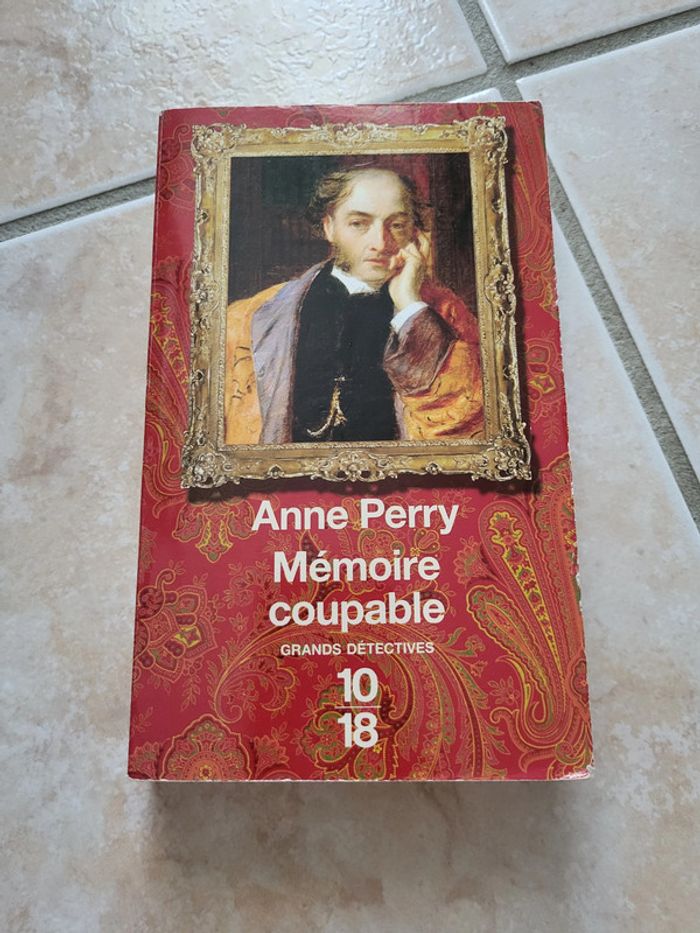 Anne Perry
Mémoire
coupable
GRANDS DÉTECTIVES
10
18